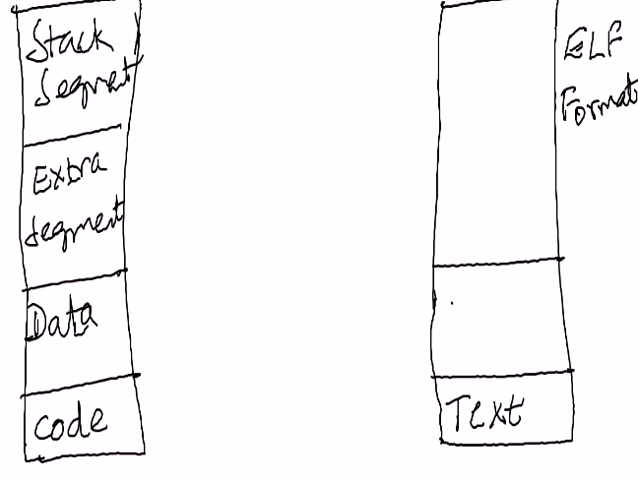 Stack
Segment
Extra
Segment
Data
code
ELF
Format
Text